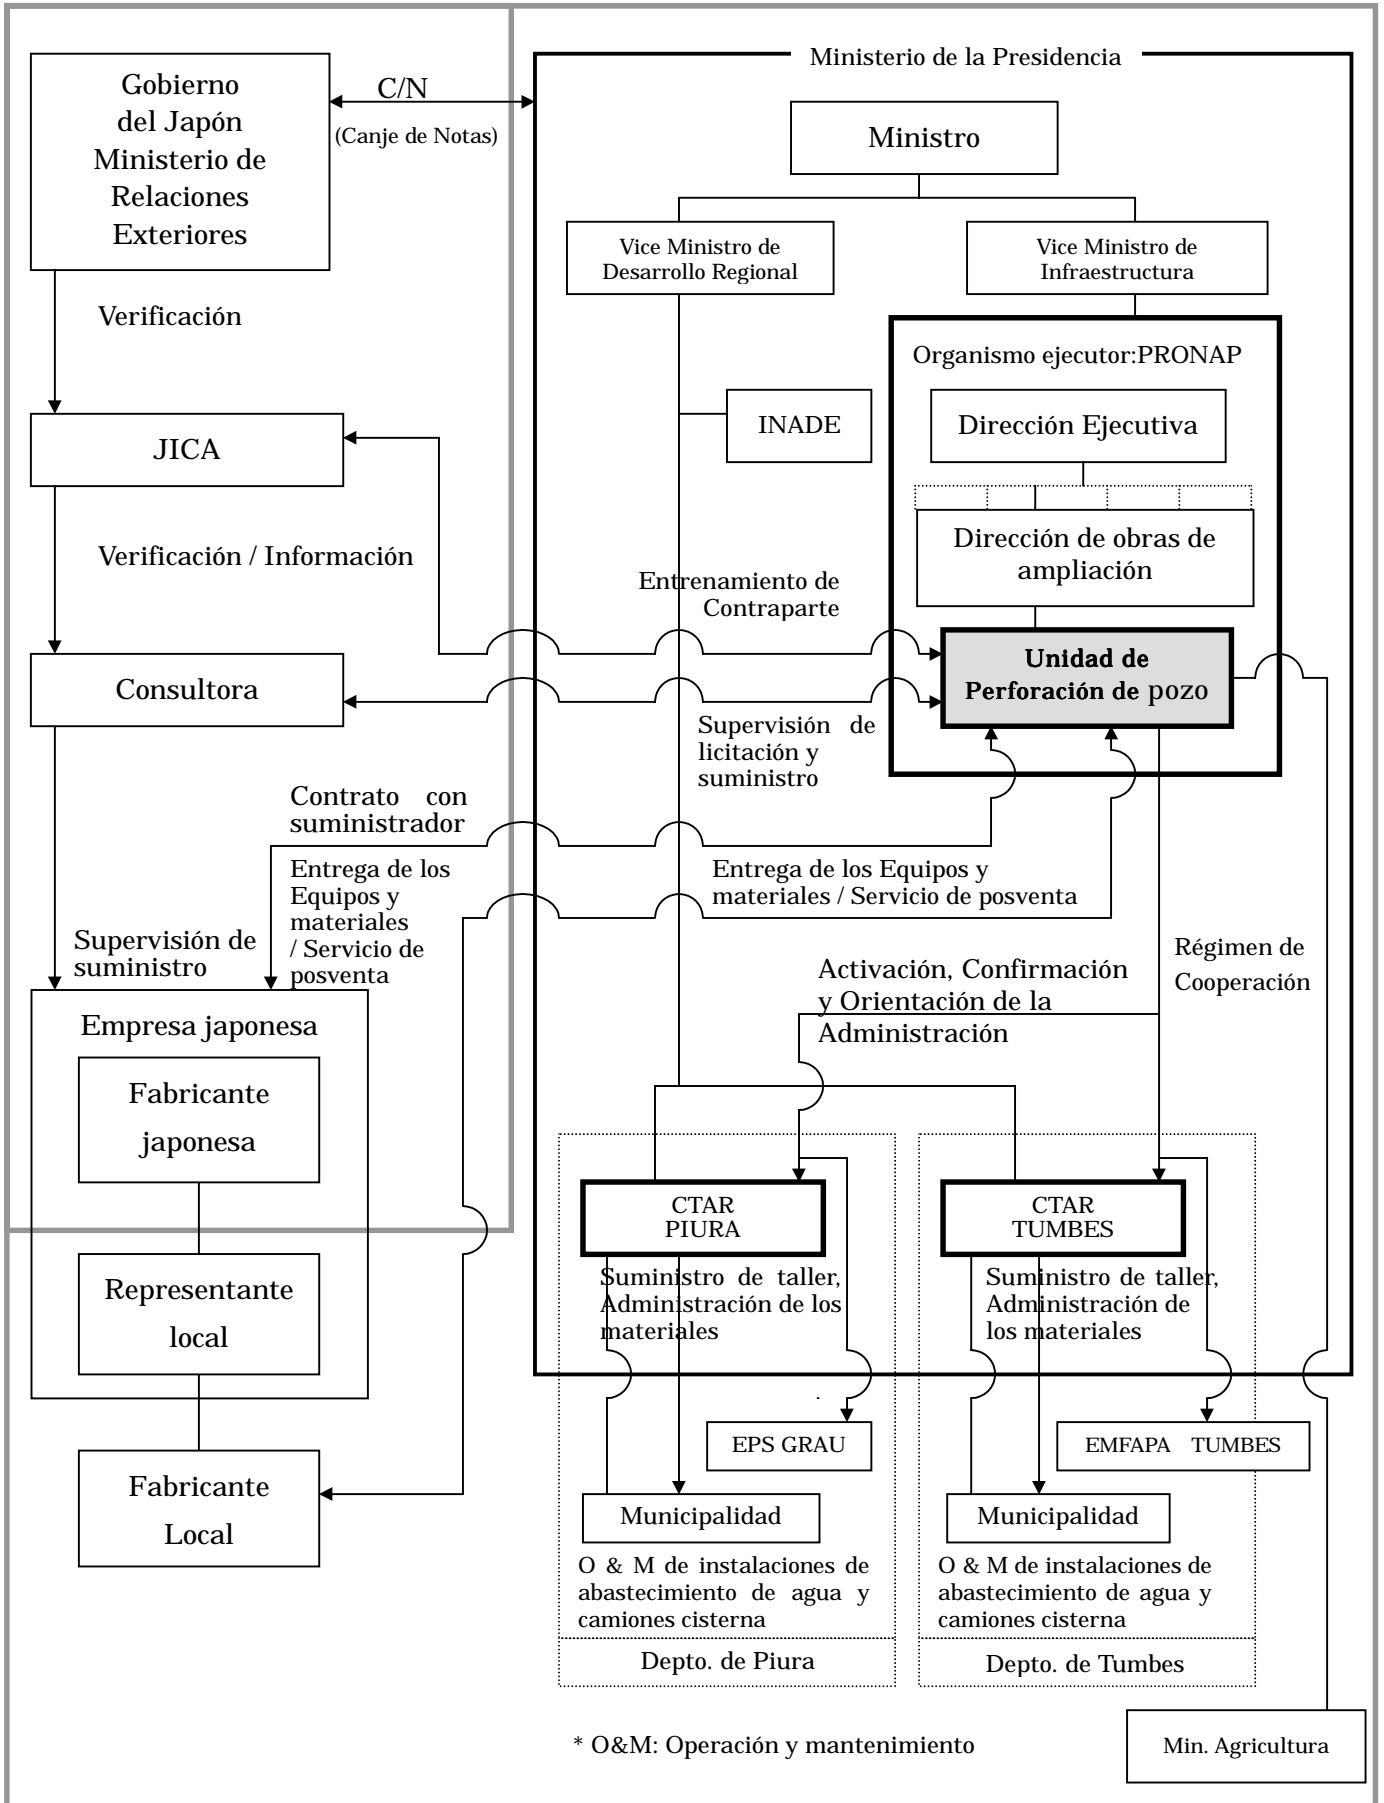 Gobierno
del Japón
Ministerio de
Relaciones
Exteriores
C/N
(Canje de Notas)
Verificación
JICA
Verificación / Información
Consultora
Supervisión de
suministro
Contrato con
suministrador
Entrega de los
Equipos y
materiales
/ Servicio de
posventa
Empresa japonesa
Fabricante
japonesa
Representante
local
Fabricante
Local
Ministerio de la Presidencia
Ministro
Vice Ministro de
Desarrollo Regional
Vice Ministro de
Infraestructura
INADE
Organismo ejecutor:PRONAP
Dirección Ejecutiva
Dirección de obras de
ampliación
Entrenamiento de
Contraparte
Unidad de
Perforación de pozo
Supervisión de
licitación y
suministro
Entrega de los Equipos y
materiales / Servicio de posventa
Activación, Confirmación
y Orientación de la
Administración
Régimen de
Cooperación
CTAR
PIURA
Suministro de taller,
Administración de los
materiales
EPS GRAU
Municipalidad
O & M de instalaciones de
abastecimiento de agua y
camiones cisterna
Depto. de Piura
CTAR
TUMBES
Suministro de taller,
Administración de
los materiales
EMFAPA TUMBES
Municipalidad
O & M de instalaciones de
abastecimiento de agua y
camiones cisterna
Depto. de Tumbes
* O&M: Operación y mantenimiento
Min. Agricultura